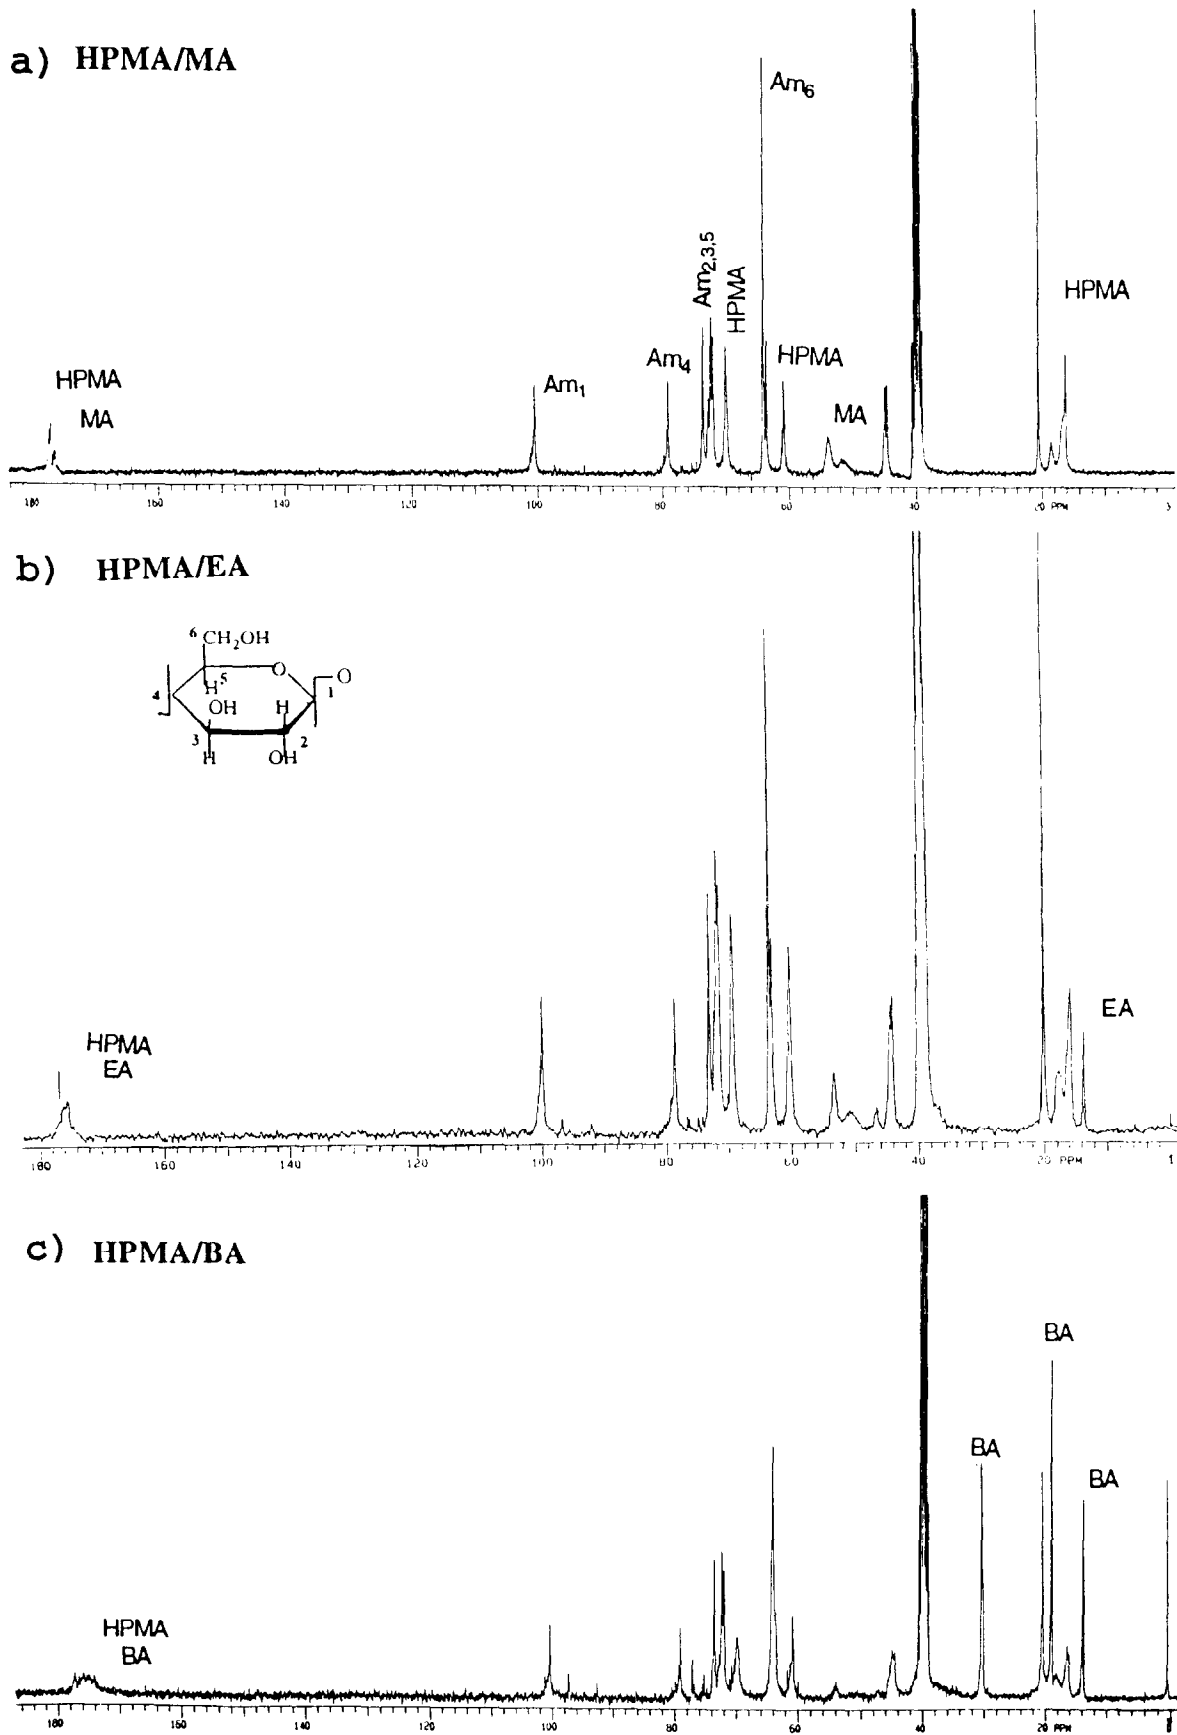 a) HPMA/MA
Am6
Am2,3,5
HPMA
HPMA
Am4
HPMA
HPMA
MA
Am1
MA
180 160 140 120 100 80 60 40 20 PPM 3
b) HPMA/EA
6 CH2OH
O
O
H 5
4
1
OH H
3 2
H OH
EA
HPMA
EA
180 160 140 120 100 80 60 40 20 PPM 1
c) HPMA/BA
BA
BA
BA
HPMA
BA
180 160 140 120 100 80 60 40 20 PPM